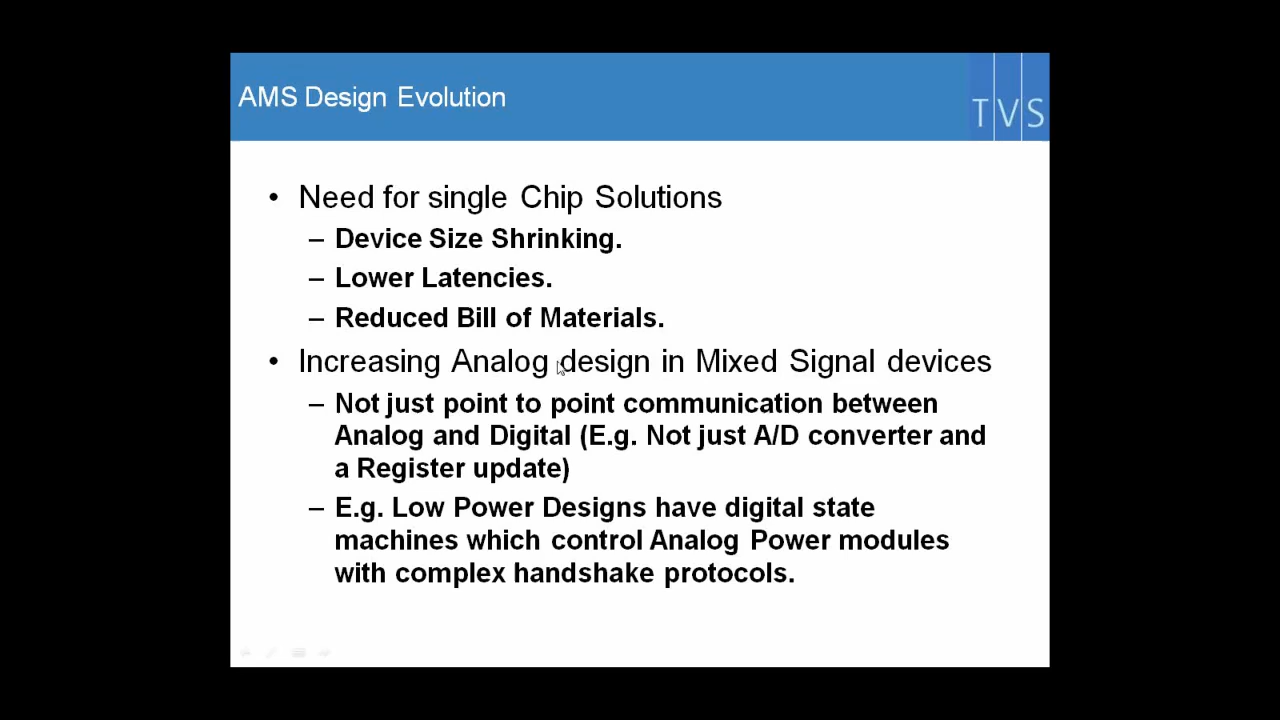 AMS Design Evolution
TVS
• Need for single Chip Solutions
– Device Size Shrinking.
– Lower Latencies.
– Reduced Bill of Materials.
• Increasing Analog design in Mixed Signal devices
– Not just point to point communication between
Analog and Digital (E.g. Not just A/D converter and
a Register update)
– E.g. Low Power Designs have digital state
machines which control Analog Power modules
with complex handshake protocols.